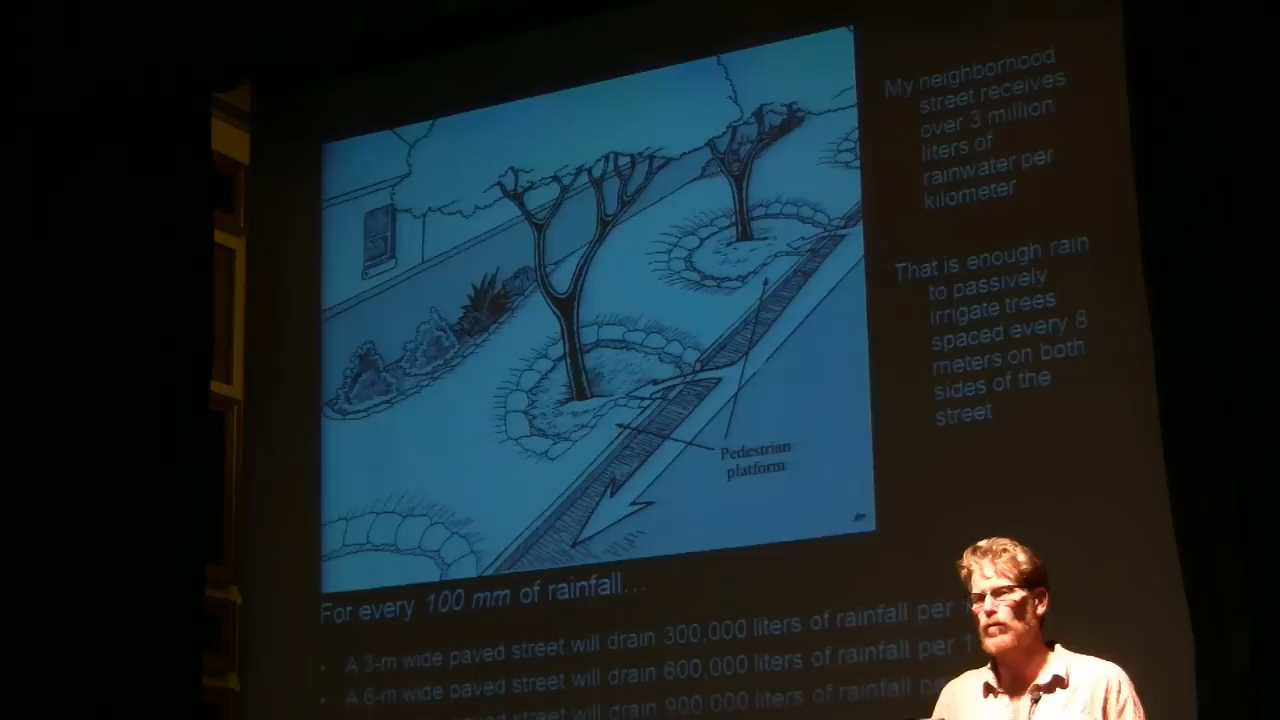 My neighborhood
street receives
over 3 million
liters of
rainwater per
kilometer
That is enough rain
to passively
irrigate trees
spaced every 8
meters on both
sides of the
street
Pedestrian
platform
For every 100 mm of rainfall...
• A 3-m wide paved street will drain 300,000 liters of rainfall per
• A 6-m wide paved street will drain 600,000 liters of rainfall per 1
paved street will drain 900,000 liters of rainfall